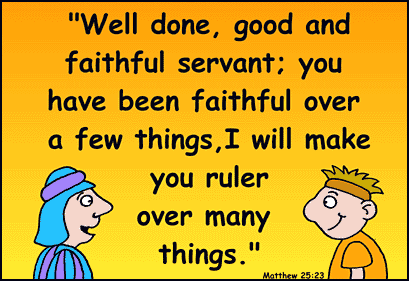 "Well done, good and
faithful servant; you
have been faithful over
a few things,I will make
you ruler
over many
things."
Matthew 25:23